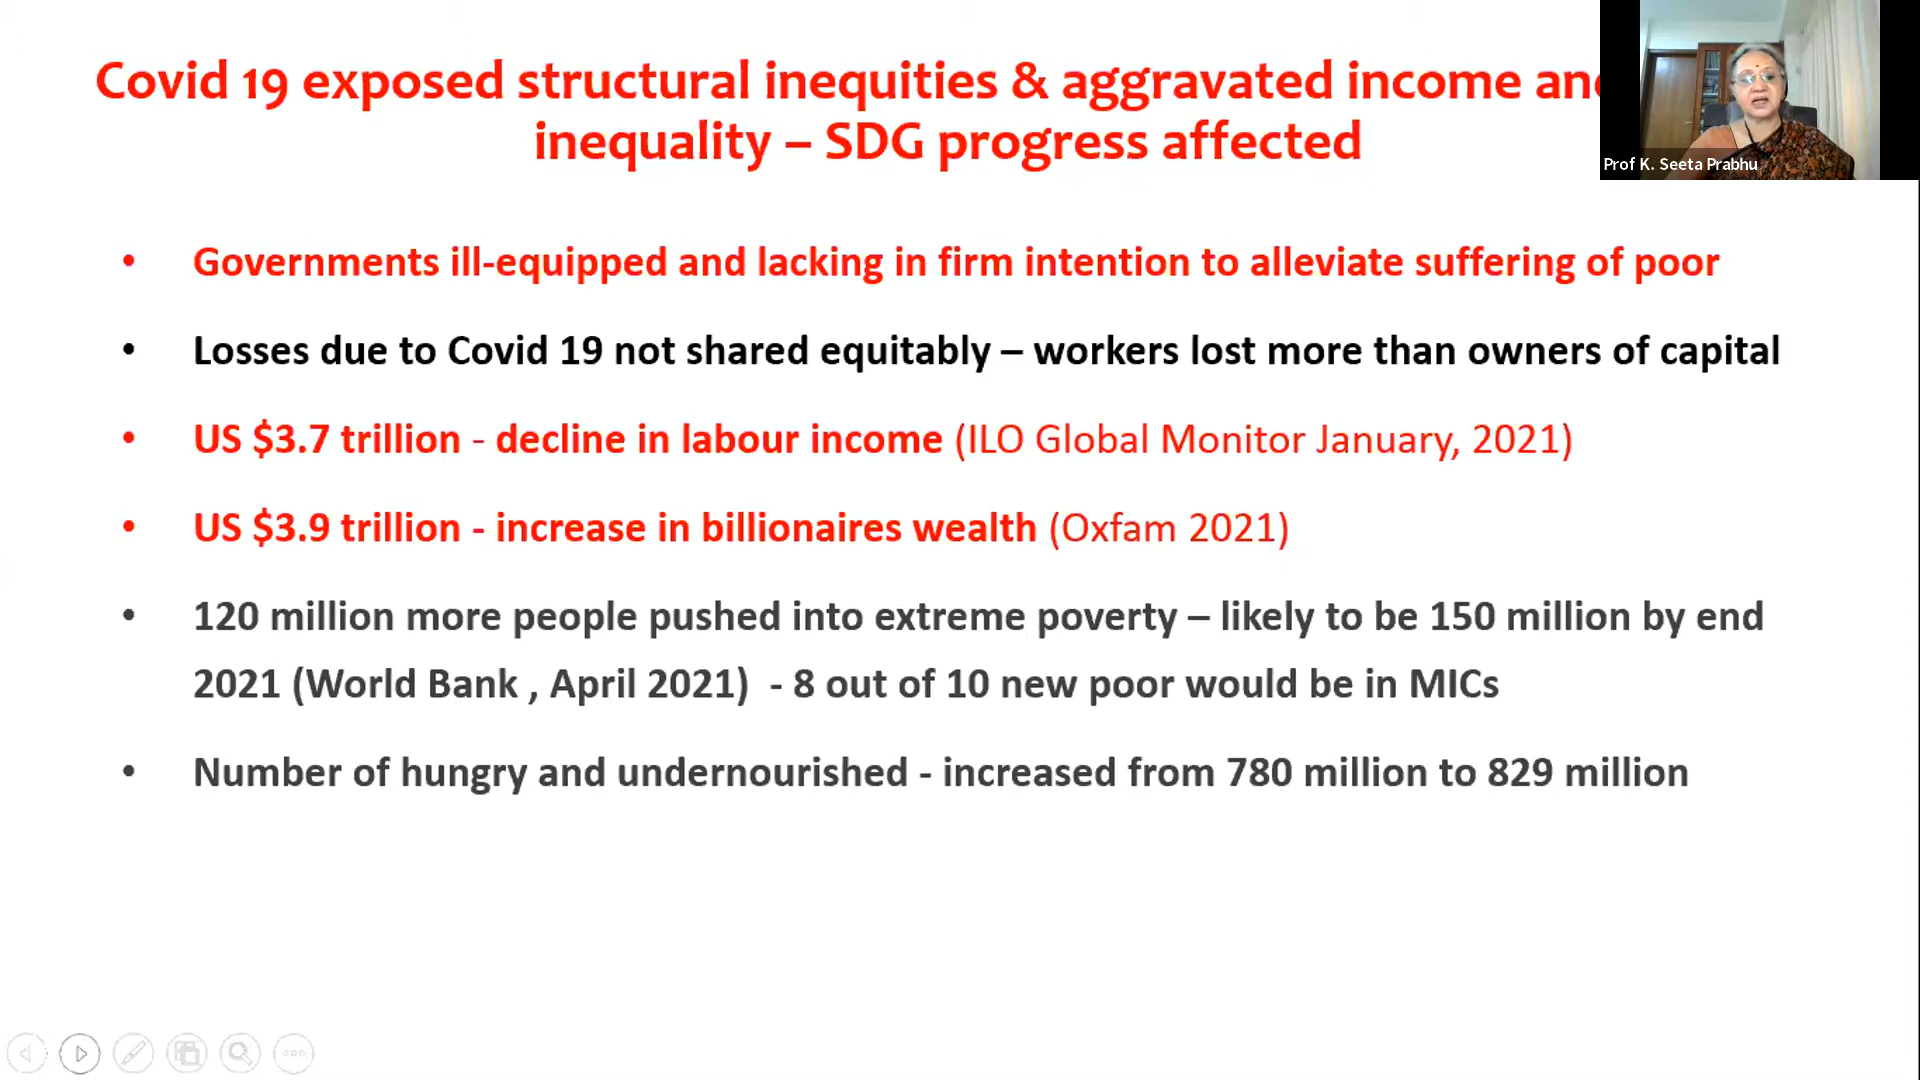 Covid 19 exposed structural inequities & aggravated income
inequality – SDG progress affected
Prof K. Seeta Prabhu
• Governments ill-equipped and lacking in firm intention to alleviate suffering of poor
• Losses due to Covid 19 not shared equitably – workers lost more than owners of capital
• US $3.7 trillion - decline in labour income (ILO Global Monitor January, 2021)
• US $3.9 trillion - increase in billionaires wealth (Oxfam 2021)
• 120 million more people pushed into extreme poverty – likely to be 150 million by end
2021 (World Bank , April 2021) - 8 out of 10 new poor would be in MICs
• Number of hungry and undernourished - increased from 780 million to 829 million